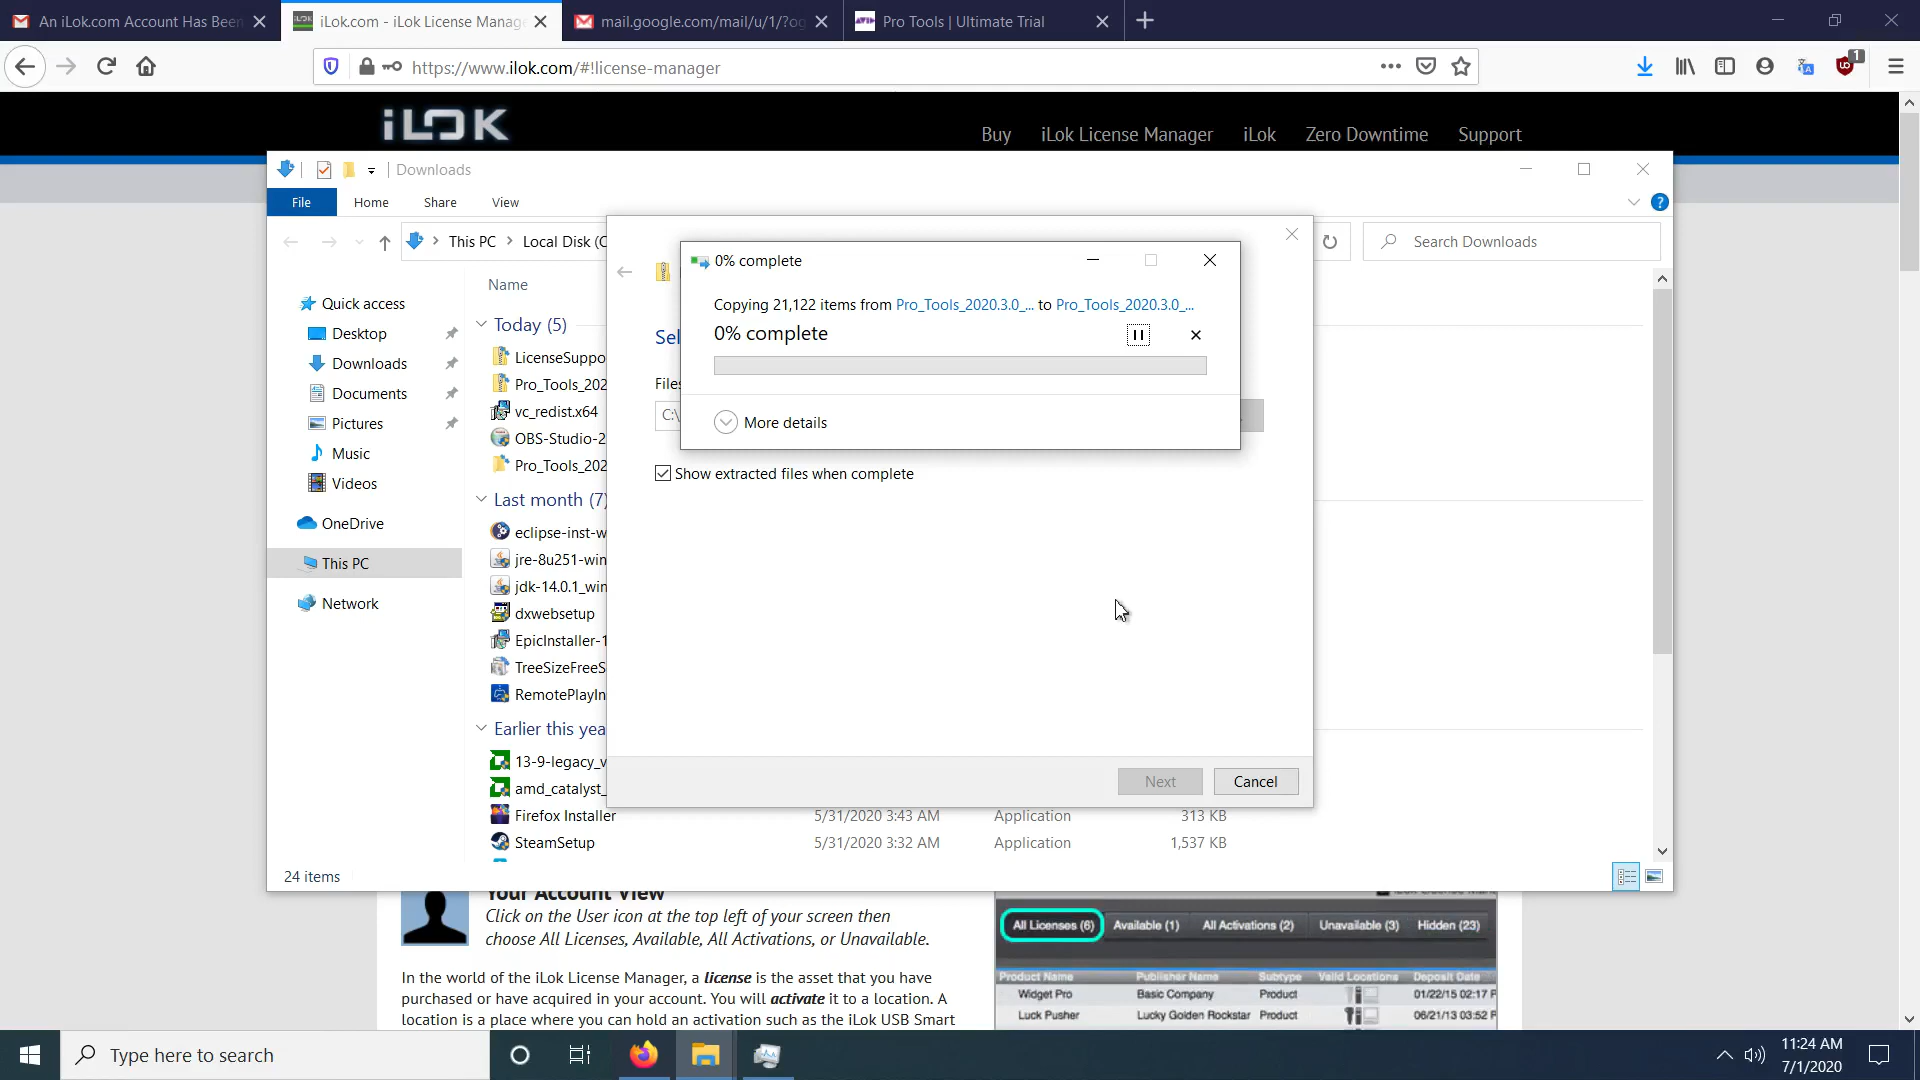 An iLok.com Account Has Been
iLok.com - iLok License Manage
mail.google.com/mail/u/1/?og
Pro Tools | Ultimate Trial
https://www.ilok.com/#!license-manager
1
iLOK
Buy
iLok License Manager
iLok
Zero Downtime
Support
Downloads
File
Home
Share
View
This PC
Local Disk (C
Search Downloads
0% complete
Copying 21,122 items from Pro_Tools_2020.3.0_... to Pro_Tools_2020.3.0_...
0% complete
More details
Sel
Files
C:\
Show extracted files when complete
Next
Cancel
Quick access
Desktop
Downloads
Documents
Pictures
Music
Videos
OneDrive
This PC
Network
Name
Today (5)
LicenseSuppo
Pro_Tools_202
vc_redist.x64
OBS-Studio-2
Pro_Tools_202
Last month (7)
eclipse-inst-w
jre-8u251-win
jdk-14.0.1_win
dxwebsetup
EpicInstaller-1
TreeSizeFreeS
RemotePlayIn
Earlier this yea
13-9-legacy_v
amd_catalyst_
Firefox Installer 5/31/2020 3:43 AM Application 313 KB
SteamSetup 5/31/2020 3:32 AM Application 1,537 KB
24 items
Your Account View
Click on the User icon at the top left of your screen then
choose All Licenses, Available, All Activations, or Unavailable.
In the world of the iLok License Manager, a license is the asset that you have
purchased or have acquired in your account. You will activate it to a location. A
location is a place where you can hold an activation such as the iLok USB Smart
All Licenses (6) Available (1) All Activations (2) Unavailable (3) Hidden (23)
Product Name Publisher Name Subtype Valid Locations Deposit Date
Widget Pro Basic Company Product 01/22/15 02:17 P
Luck Pusher Lucky Golden Rockstar Product 06/21/13 03:52 P
Type here to search
11:24 AM
7/1/2020